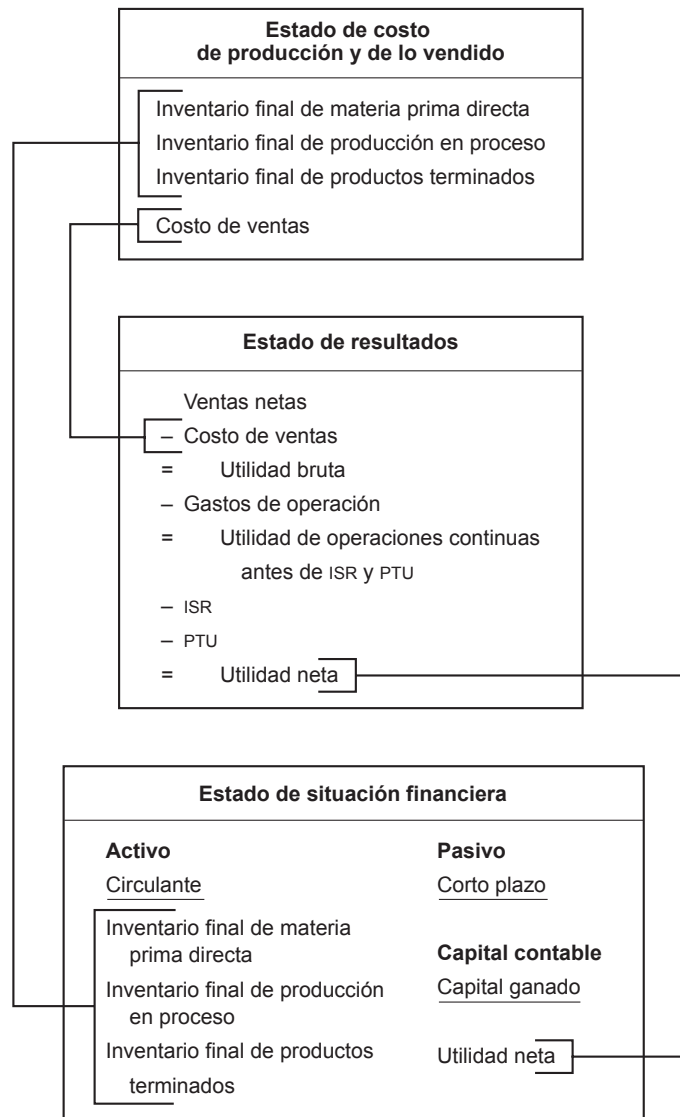 Estado de costo
de producción y de lo vendido
Inventario final de materia prima directa
Inventario final de producción en proceso
Inventario final de productos terminados
Costo de ventas
Estado de resultados
Ventas netas
– Costo de ventas
= Utilidad bruta
– Gastos de operación
= Utilidad de operaciones continuas
antes de ISR y PTU
– ISR
– PTU
= Utilidad neta
Estado de situación financiera
Activo
Circulante
Inventario final de materia
prima directa
Inventario final de producción
en proceso
Inventario final de productos
terminados
Pasivo
Corto plazo
Capital contable
Capital ganado
Utilidad neta